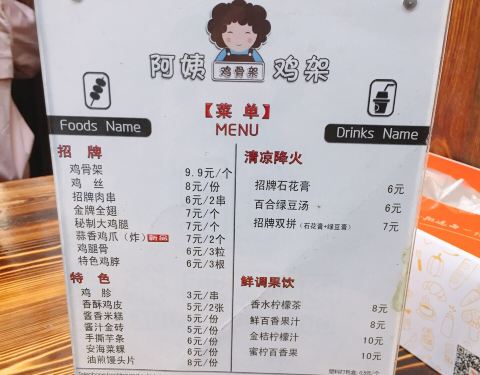 阿姨 鸡骨架 鸡架
【菜 单】
MENU
Foods Name
招 牌
鸡骨架 9.9元/个
鸡 丝 8元/份
招牌肉串 6元/2串
金牌全翅 7元/个
秘制大鸡腿 7元/个
蒜香鸡爪（炸） 7元/2个
鸡腿骨 6元/3粒
特色鸡脖 6元/3根
特 色
鸡 胗 3元/串
香酥鸡皮 5元/2张
酱香米糕 5元/份
酱汁金砖 5元/份
手撕芋条 6元/份
安海菜粿 6元/份
油煎馒头片 8元/份
Drinks Name
清凉降火
招牌石花膏 6元
百合绿豆汤 6元
招牌双拼（石花膏+绿豆膏） 7元
鲜调果饮
香水柠檬茶 8元
鲜百香果汁 8元
金桔柠檬汁 10元
蜜柠百香果 10元